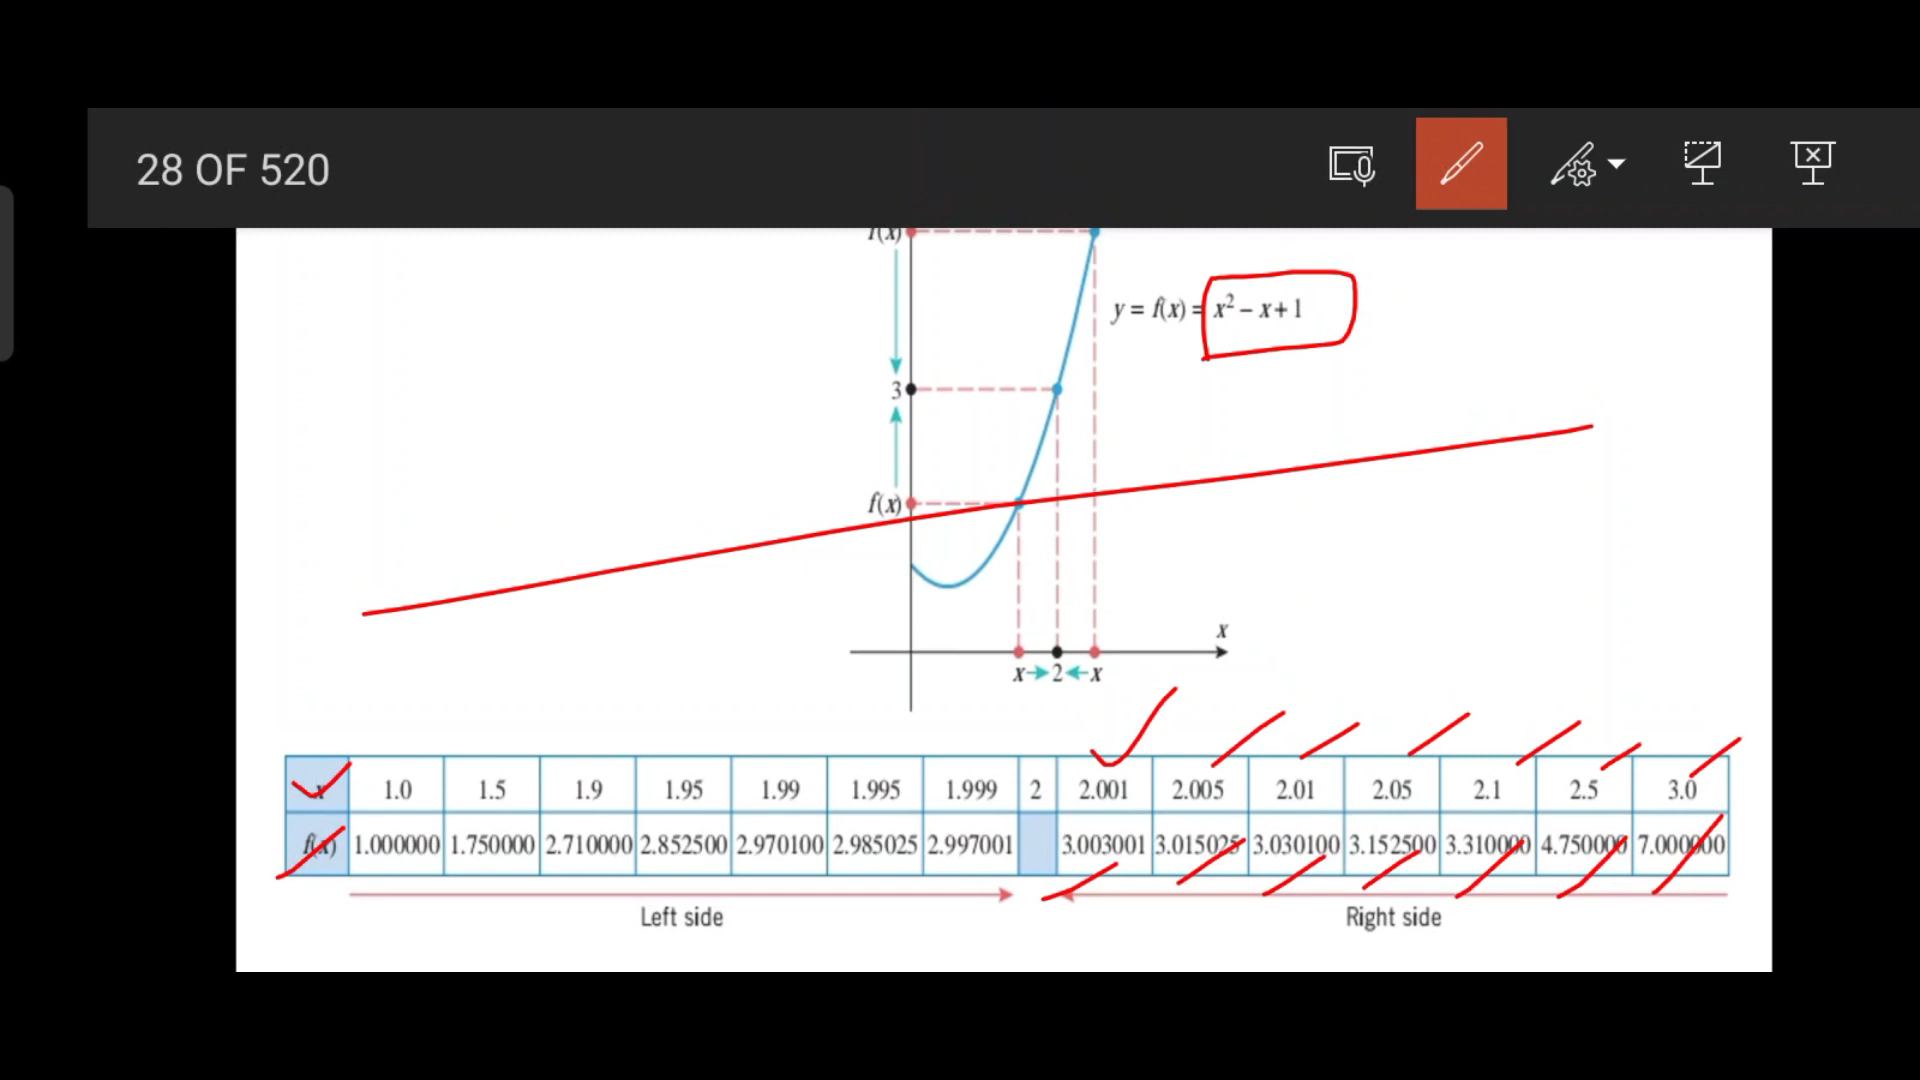 28 OF 520
f(x)
y = f(x) = x² – x + 1
3
f(x)
x
x 2 x
x 1.0 1.5 1.9 1.95 1.99 1.995 1.999 2 2.001 2.005 2.01 2.05 2.1 2.5 3.0
f(x) 1.000000 1.750000 2.710000 2.852500 2.970100 2.985025 2.997001 3.003001 3.015025 3.030100 3.152500 3.310000 4.750000 7.000000
Left side Right side